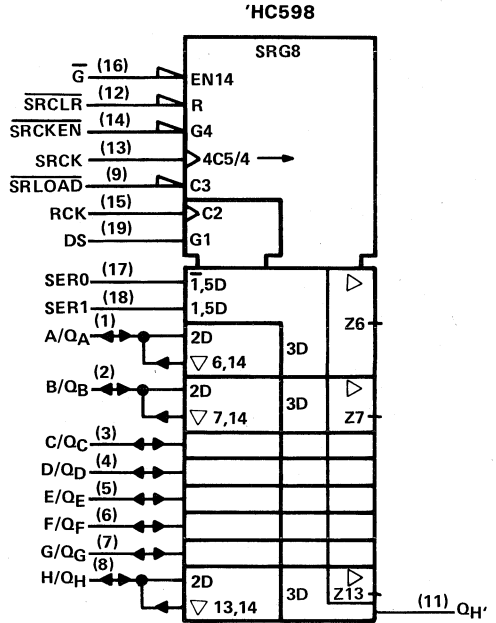 'HC598
SRG8
G̅ (16) EN14
S̅R̅C̅L̅R̅ (12) R
S̅R̅C̅K̅E̅N̅ (14) G4
SRCK (13) 4C5/4
S̅R̅L̅O̅A̅D̅ (9) C3
RCK (15) C2
DS (19) G1
SER0 (17) 1̅,5D
SER1 (18) 1,5D
Z6
A/QA (1) 2D
6,14 3D
B/QB (2) 2D 3D
7,14 Z7
C/QC (3)
D/QD (4)
E/QE (5)
F/QF (6)
G/QG (7)
H/QH (8) 2D 3D Z13
13,14
(11) QH'